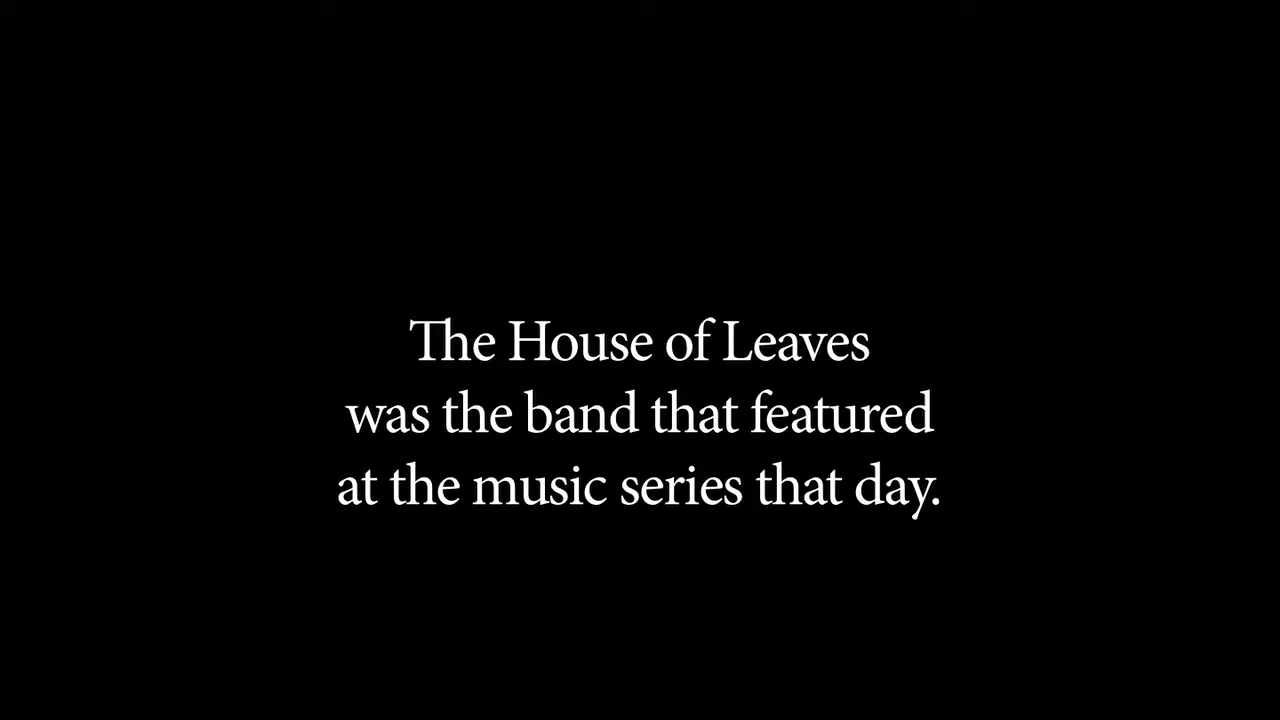 The House of Leaves
was the band that featured
at the music series that day.